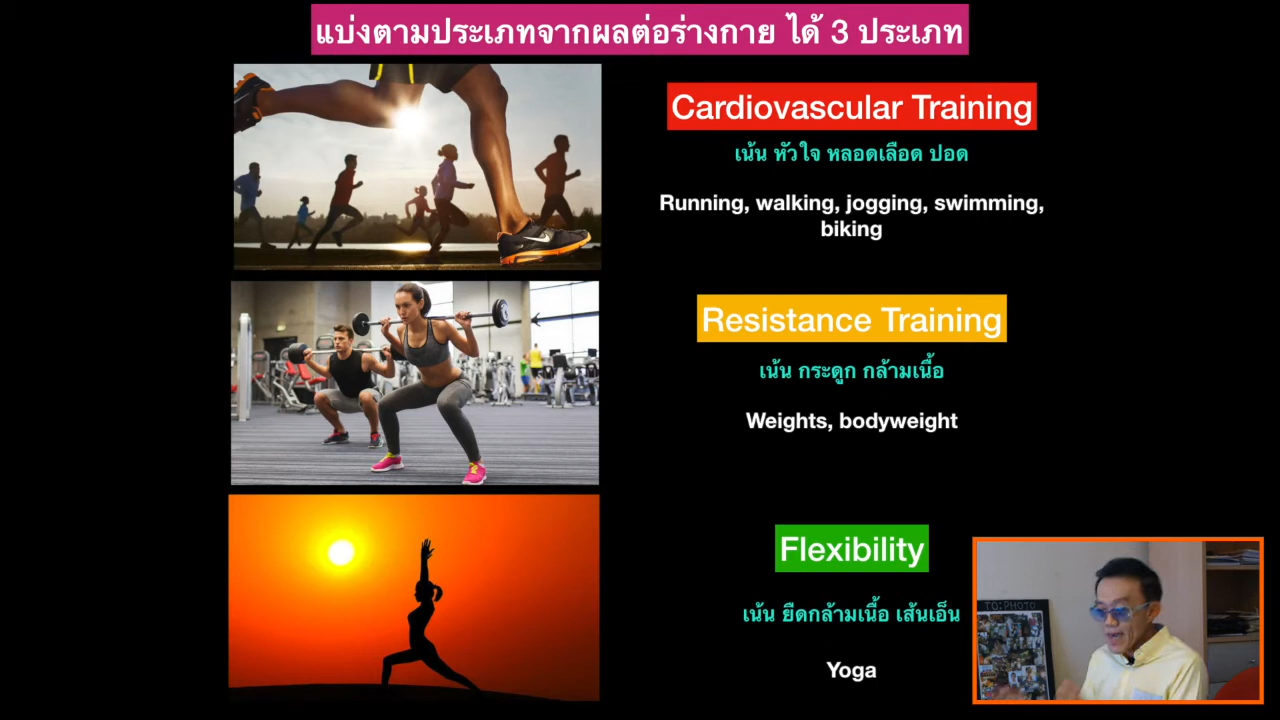 แบ่งตามประเภทจากผลต่อร่างกาย ได้ 3 ประเภท
Cardiovascular Training
เน้น หัวใจ หลอดเลือด ปอด
Running, walking, jogging, swimming,
biking
Resistance Training
เน้น กระดูก กล้ามเนื้อ
Weights, bodyweight
Flexibility
เน้น ยืดกล้ามเนื้อ เส้นเอ็น
Yoga
TO:PHOTO